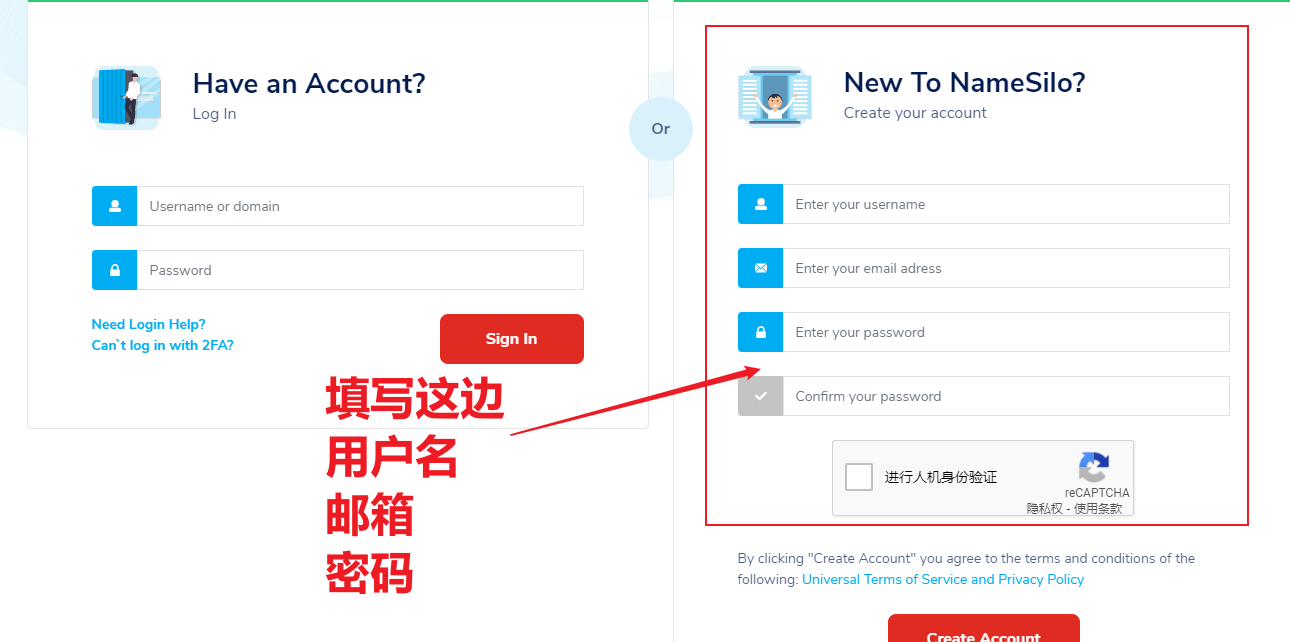 Have an Account?
Log In
Username or domain
Password
Need Login Help?
Can`t log in with 2FA?
Sign In
Or
New To NameSilo?
Create your account
Enter your username
Enter your email adress
Enter your password
Confirm your password
进行人机身份验证
reCAPTCHA
隐私权 - 使用条款
By clicking "Create Account" you agree to the terms and conditions of the
following: Universal Terms of Service and Privacy Policy
Create Account
填写这边
用户名
邮箱
密码